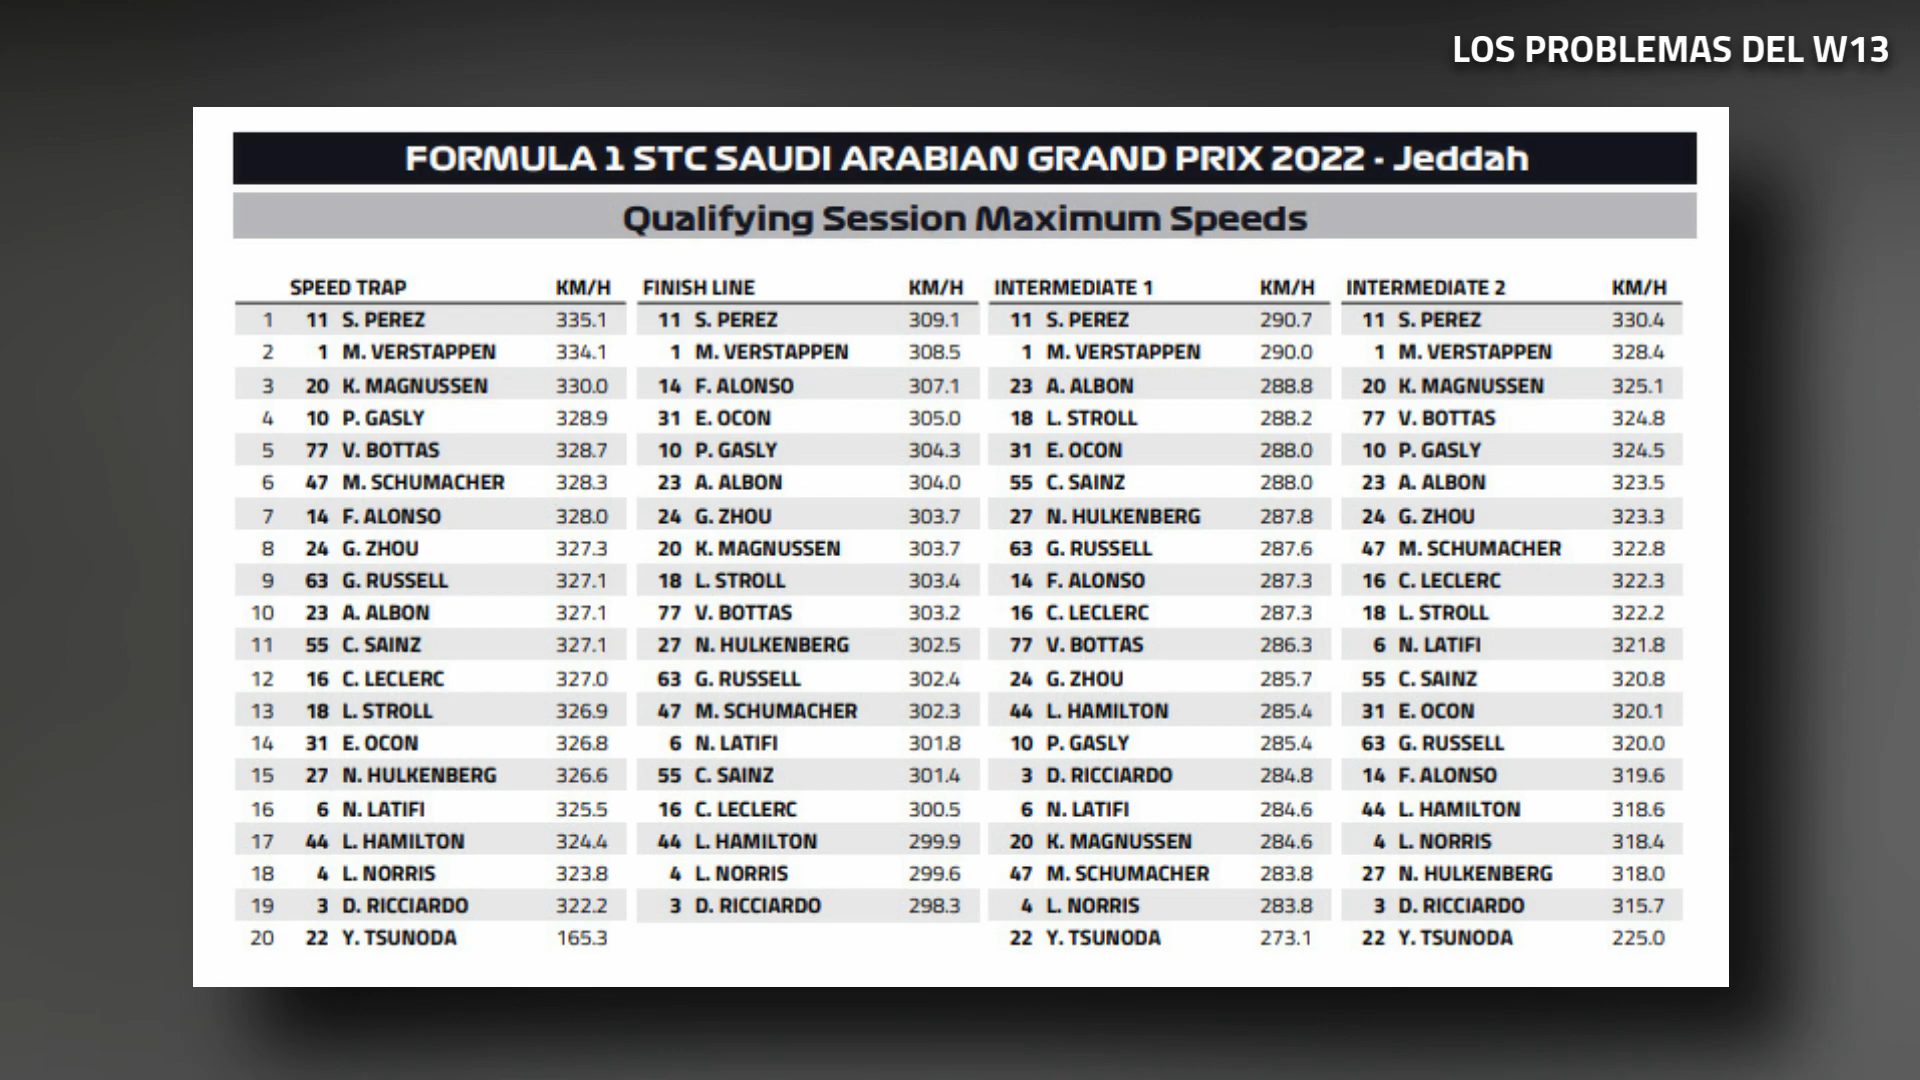 LOS PROBLEMAS DEL W13
FORMULA 1 STC SAUDI ARABIAN GRAND PRIX 2022 - Jeddah
Qualifying Session Maximum Speeds
SPEED TRAP KM/H FINISH LINE KM/H INTERMEDIATE 1 KM/H INTERMEDIATE 2 KM/H
1 11 S. PEREZ 335.1 11 S. PEREZ 309.1 11 S. PEREZ 290.7 11 S. PEREZ 330.4
2 1 M. VERSTAPPEN 334.1 1 M. VERSTAPPEN 308.5 1 M. VERSTAPPEN 290.0 1 M. VERSTAPPEN 328.4
3 20 K. MAGNUSSEN 330.0 14 F. ALONSO 307.1 23 A. ALBON 288.8 20 K. MAGNUSSEN 325.1
4 10 P. GASLY 328.9 31 E. OCON 305.0 18 L. STROLL 288.2 77 V. BOTTAS 324.8
5 77 V. BOTTAS 328.7 10 P. GASLY 304.3 31 E. OCON 288.0 10 P. GASLY 324.5
6 47 M. SCHUMACHER 328.3 23 A. ALBON 304.0 55 C. SAINZ 288.0 23 A. ALBON 323.5
7 14 F. ALONSO 328.0 24 G. ZHOU 303.7 27 N. HULKENBERG 287.8 24 G. ZHOU 323.3
8 24 G. ZHOU 327.3 20 K. MAGNUSSEN 303.7 63 G. RUSSELL 287.6 47 M. SCHUMACHER 322.8
9 63 G. RUSSELL 327.1 18 L. STROLL 303.4 14 F. ALONSO 287.3 16 C. LECLERC 322.3
10 23 A. ALBON 327.1 77 V. BOTTAS 303.2 16 C. LECLERC 287.3 18 L. STROLL 322.2
11 55 C. SAINZ 327.1 27 N. HULKENBERG 302.5 77 V. BOTTAS 286.3 6 N. LATIFI 321.8
12 16 C. LECLERC 327.0 63 G. RUSSELL 302.4 24 G. ZHOU 285.7 55 C. SAINZ 320.8
13 18 L. STROLL 326.9 47 M. SCHUMACHER 302.3 44 L. HAMILTON 285.4 31 E. OCON 320.1
14 31 E. OCON 326.8 6 N. LATIFI 301.8 10 P. GASLY 285.4 63 G. RUSSELL 320.0
15 27 N. HULKENBERG 326.6 55 C. SAINZ 301.4 3 D. RICCIARDO 284.8 14 F. ALONSO 319.6
16 6 N. LATIFI 325.5 16 C. LECLERC 300.5 6 N. LATIFI 284.6 44 L. HAMILTON 318.6
17 44 L. HAMILTON 324.4 44 L. HAMILTON 299.9 20 K. MAGNUSSEN 284.6 4 L. NORRIS 318.4
18 4 L. NORRIS 323.8 4 L. NORRIS 299.6 47 M. SCHUMACHER 283.8 27 N. HULKENBERG 318.0
19 3 D. RICCIARDO 322.2 3 D. RICCIARDO 298.3 4 L. NORRIS 283.8 3 D. RICCIARDO 315.7
20 22 Y. TSUNODA 165.3 22 Y. TSUNODA 273.1 22 Y. TSUNODA 225.0